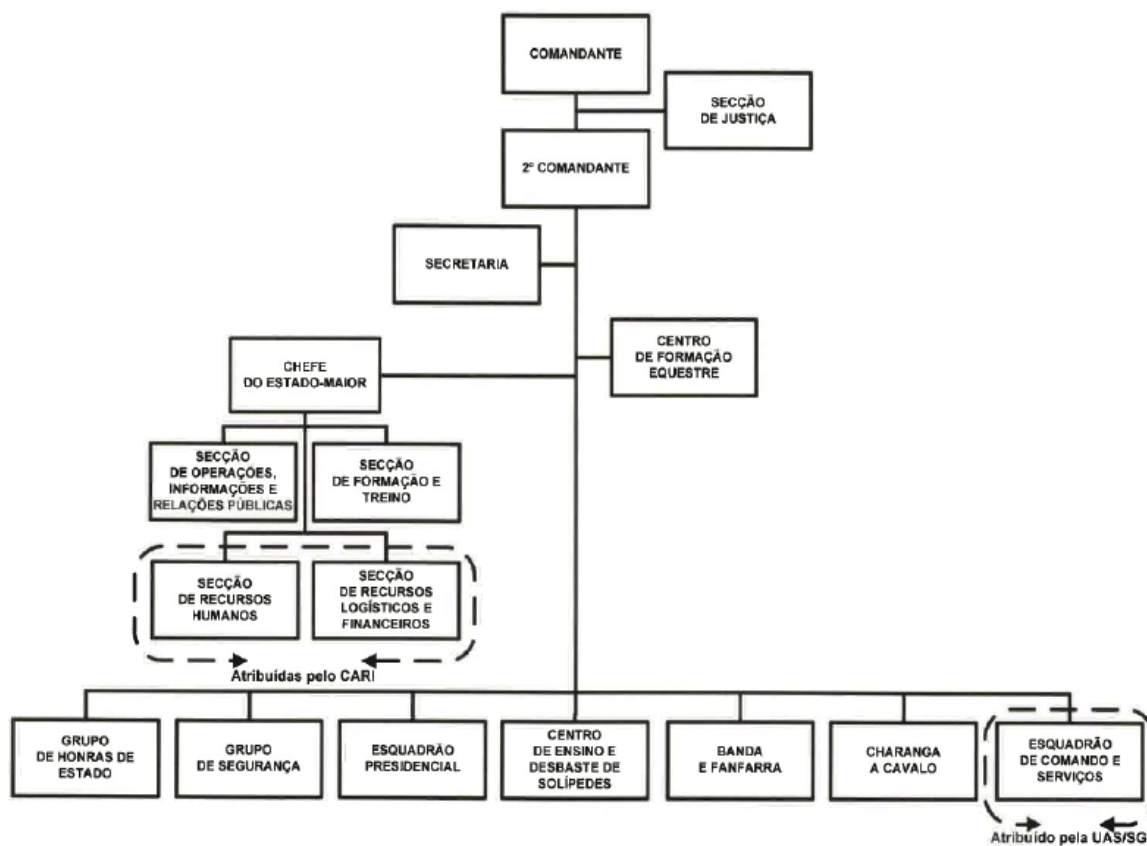 COMANDANTE
SECÇÃO
DE JUSTIÇA
2º COMANDANTE
SECRETARIA
CENTRO
DE FORMAÇÃO
EQUESTRE
CHEFE
DO ESTADO-MAIOR
SECÇÃO
DE OPERAÇÕES,
INFORMAÇÕES E
RELAÇÕES PÚBLICAS
SECÇÃO
DE FORMAÇÃO E
TREINO
SECÇÃO
DE RECURSOS
HUMANOS
SECÇÃO
DE RECURSOS
LOGÍSTICOS E
FINANCEIROS
Atribuídas pelo CARI
GRUPO
DE HONRAS DE
ESTADO
GRUPO
DE SEGURANÇA
ESQUADRÃO
PRESIDENCIAL
CENTRO
DE ENSINO E
DESBASTE DE
SOLÍPEDES
BANDA
E FANFARRA
CHARANGA
A CAVALO
ESQUADRÃO
DE COMANDO E
SERVIÇOS
Atribuído pela UAS/SG